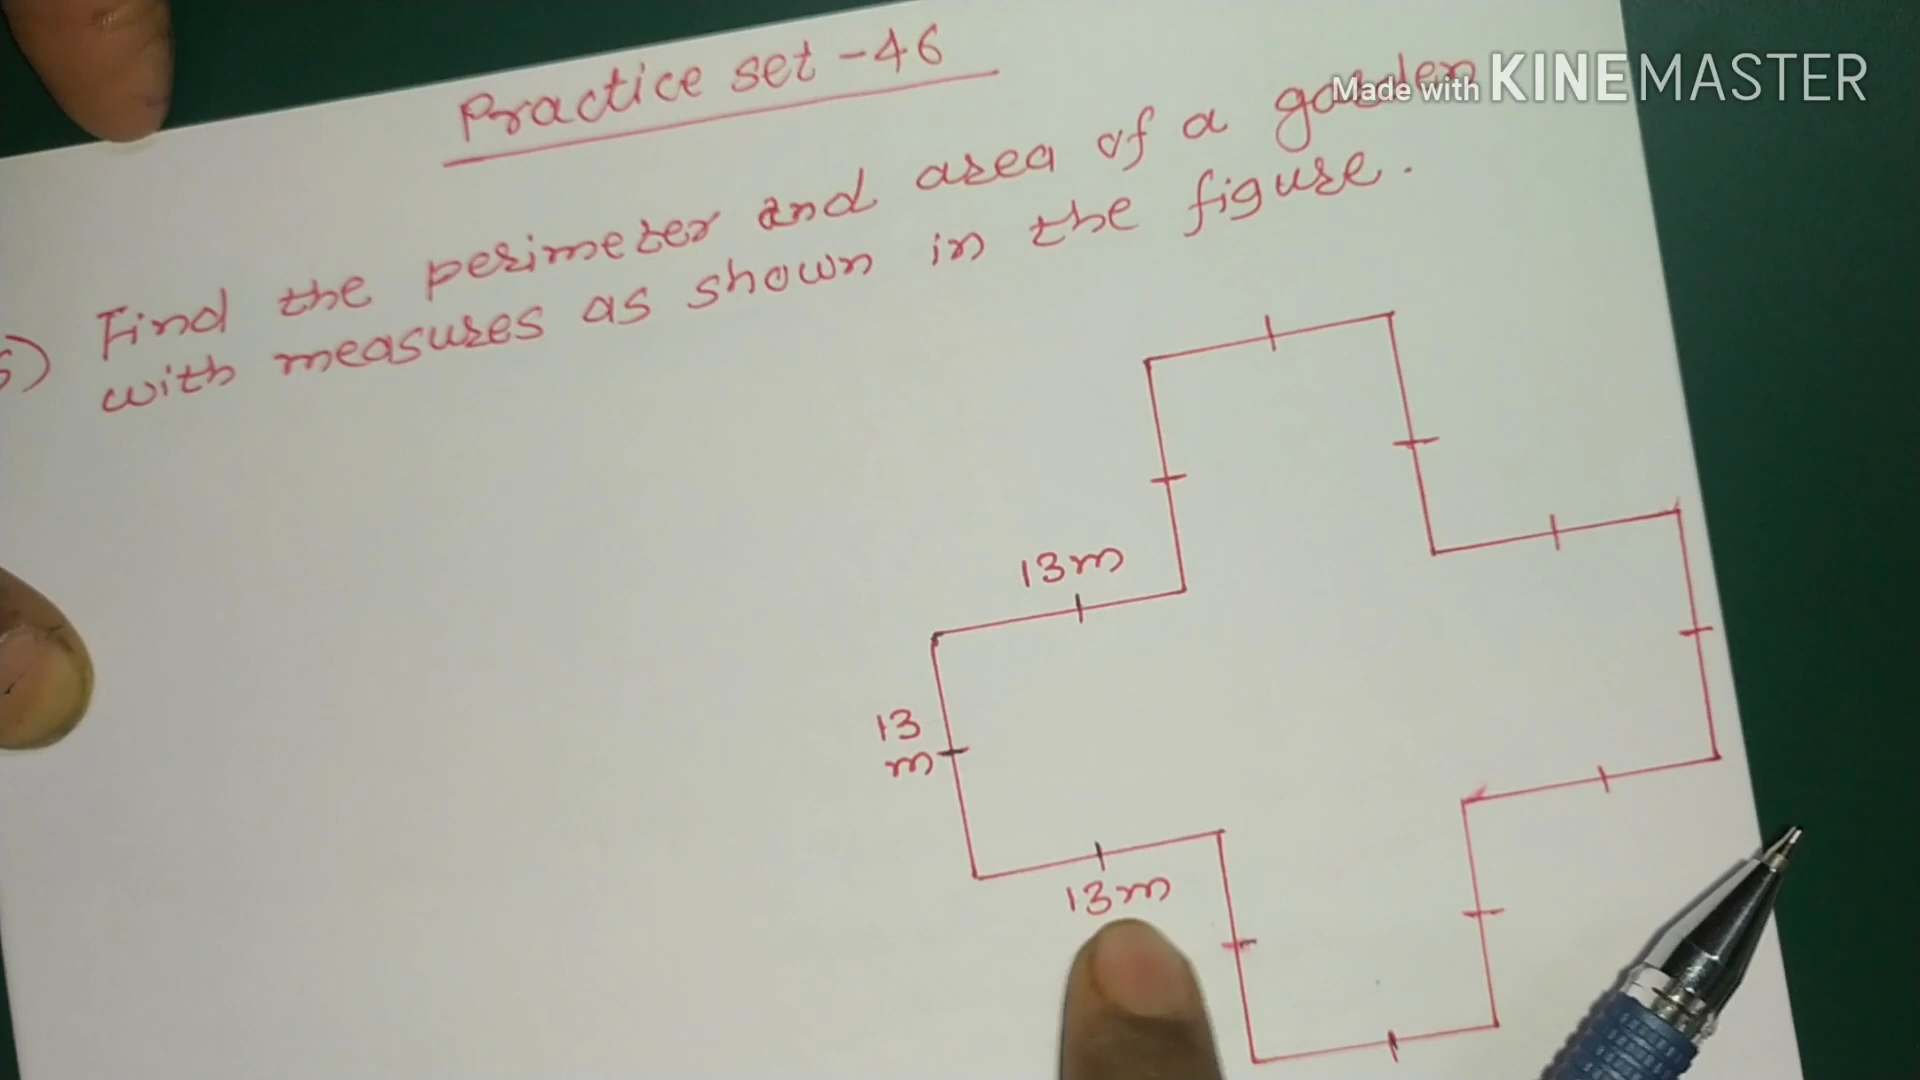 Practice set - 46
Made with KINEMASTER
5) Find the perimeter and area of a garden
with measures as shown in the figure.
13m
13
m
13m